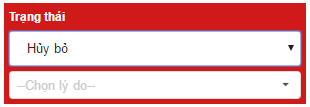 Trạng thái
Hủy bỏ
--Chọn lý do--